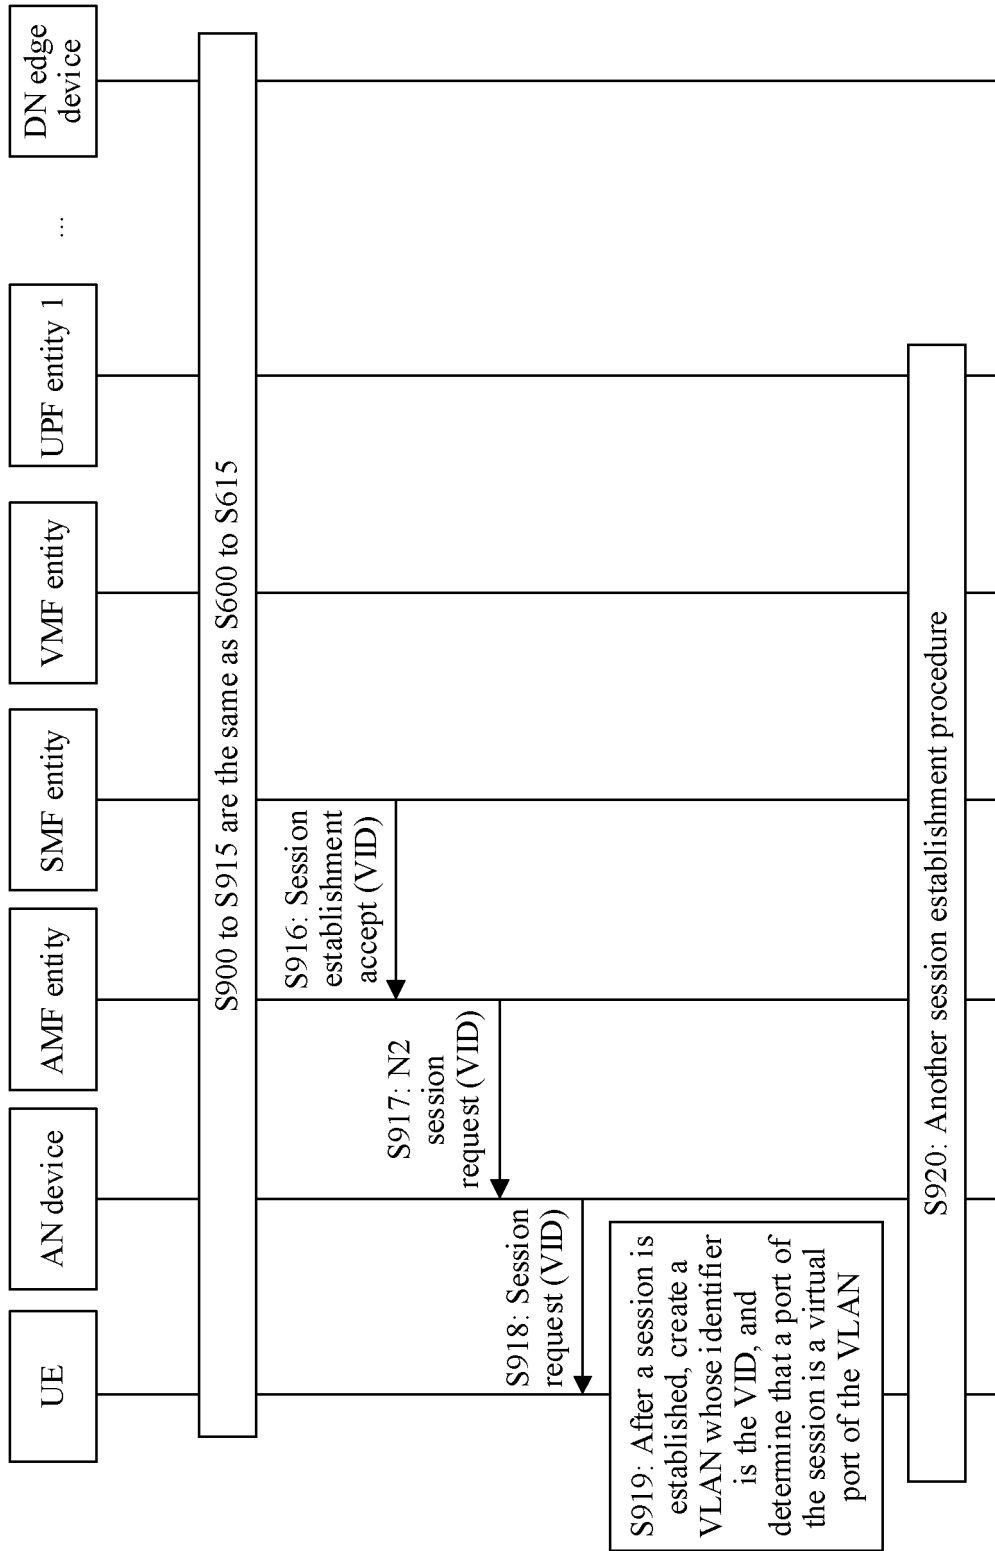 UE
AN device
AMF entity
SMF entity
VMF entity
UPF entity 1
...
DN edge
device
S900 to S915 are the same as S600 to S615
S916: Session
establishment
accept (VID)
S917: N2
session
request (VID)
S918: Session
request (VID)
S919: After a session is
established, create a
VLAN whose identifier
is the VID, and
determine that a port of
the session is a virtual
port of the VLAN
S920: Another session establishment procedure